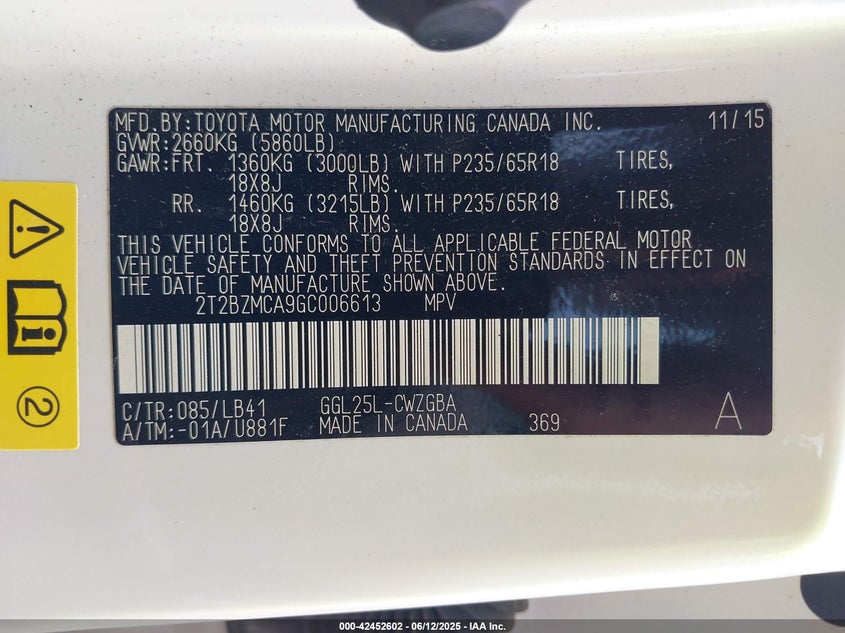 MFD.BY:TOYOTA MOTOR MANUFACTURING CANADA INC. 11/15
GVWR:2660KG (5860LB)
GAWR:FRT. 1360KG (3000LB) WITH P235/65R18 TIRES,
18X8J RIMS.
RR. 1460KG (3215LB) WITH P235/65R18 TIRES,
18X8J RIMS.
THIS VEHICLE CONFORMS TO ALL APPLICABLE FEDERAL MOTOR
VEHICLE SAFETY AND THEFT PREVENTION STANDARDS IN EFFECT ON
THE DATE OF MANUFACTURE SHOWN ABOVE.
2T2BZMCA9GC006613 MPV
C/TR:085/LB41 GGL25L-CWZGBA A
A/TM:-01A/U881F MADE IN CANADA 369
2
000-42452602 - 06/12/2025 - IAA Inc.